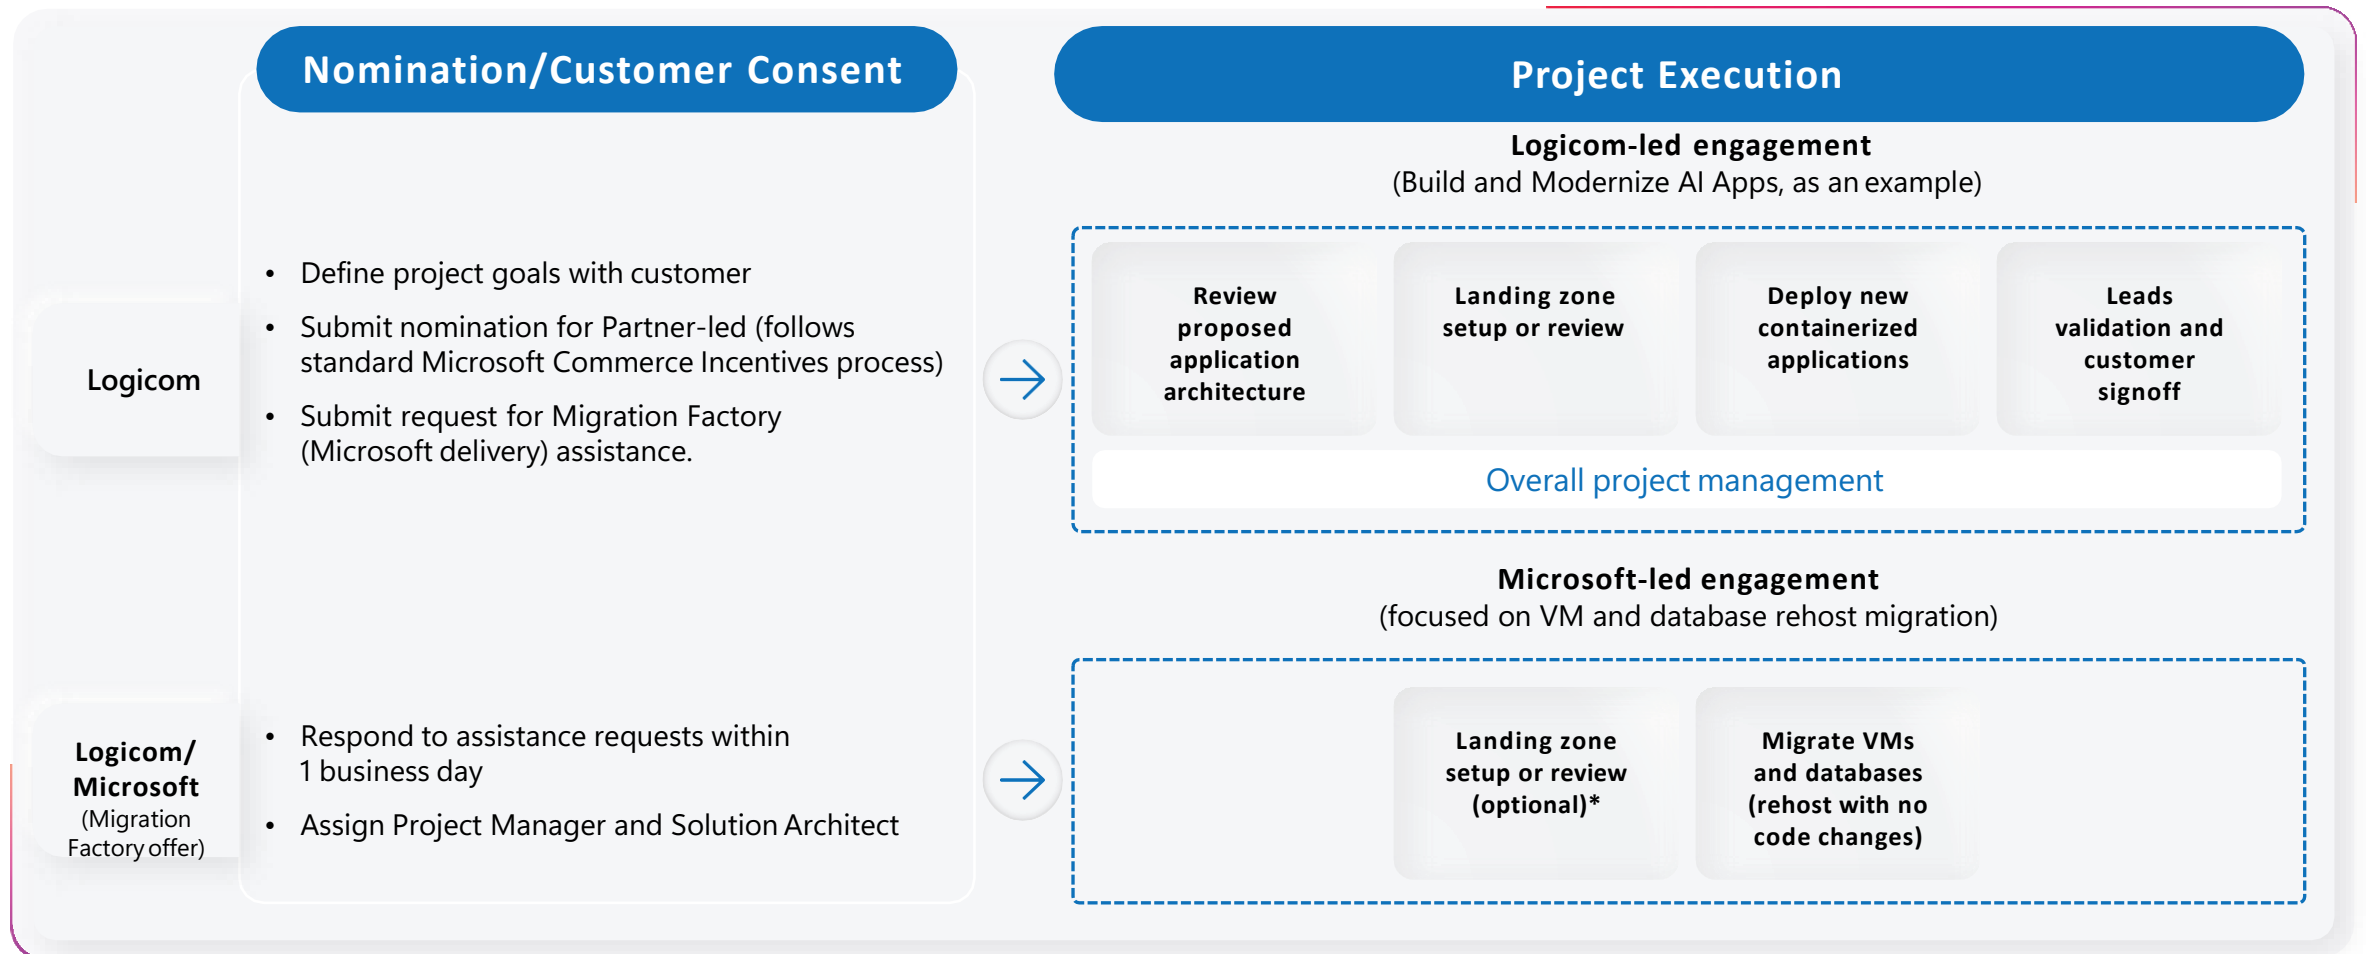 Nomination/Customer Consent
Project Execution
Logicom-led engagement
(Build and Modernize AI Apps, as an example)
Logicom
• Define project goals with customer
• Submit nomination for Partner-led (follows
standard Microsoft Commerce Incentives process)
• Submit request for Migration Factory
(Microsoft delivery) assistance.
Review
proposed
application
architecture
Landing zone
setup or review
Deploy new
containerized
applications
Leads
validation and
customer
signoff
Overall project management
Microsoft-led engagement
(focused on VM and database rehost migration)
Logicom/
Microsoft
(Migration
Factory offer)
• Respond to assistance requests within
1 business day
• Assign Project Manager and Solution Architect
Landing zone
setup or review
(optional)*
Migrate VMs
and databases
(rehost with no
code changes)